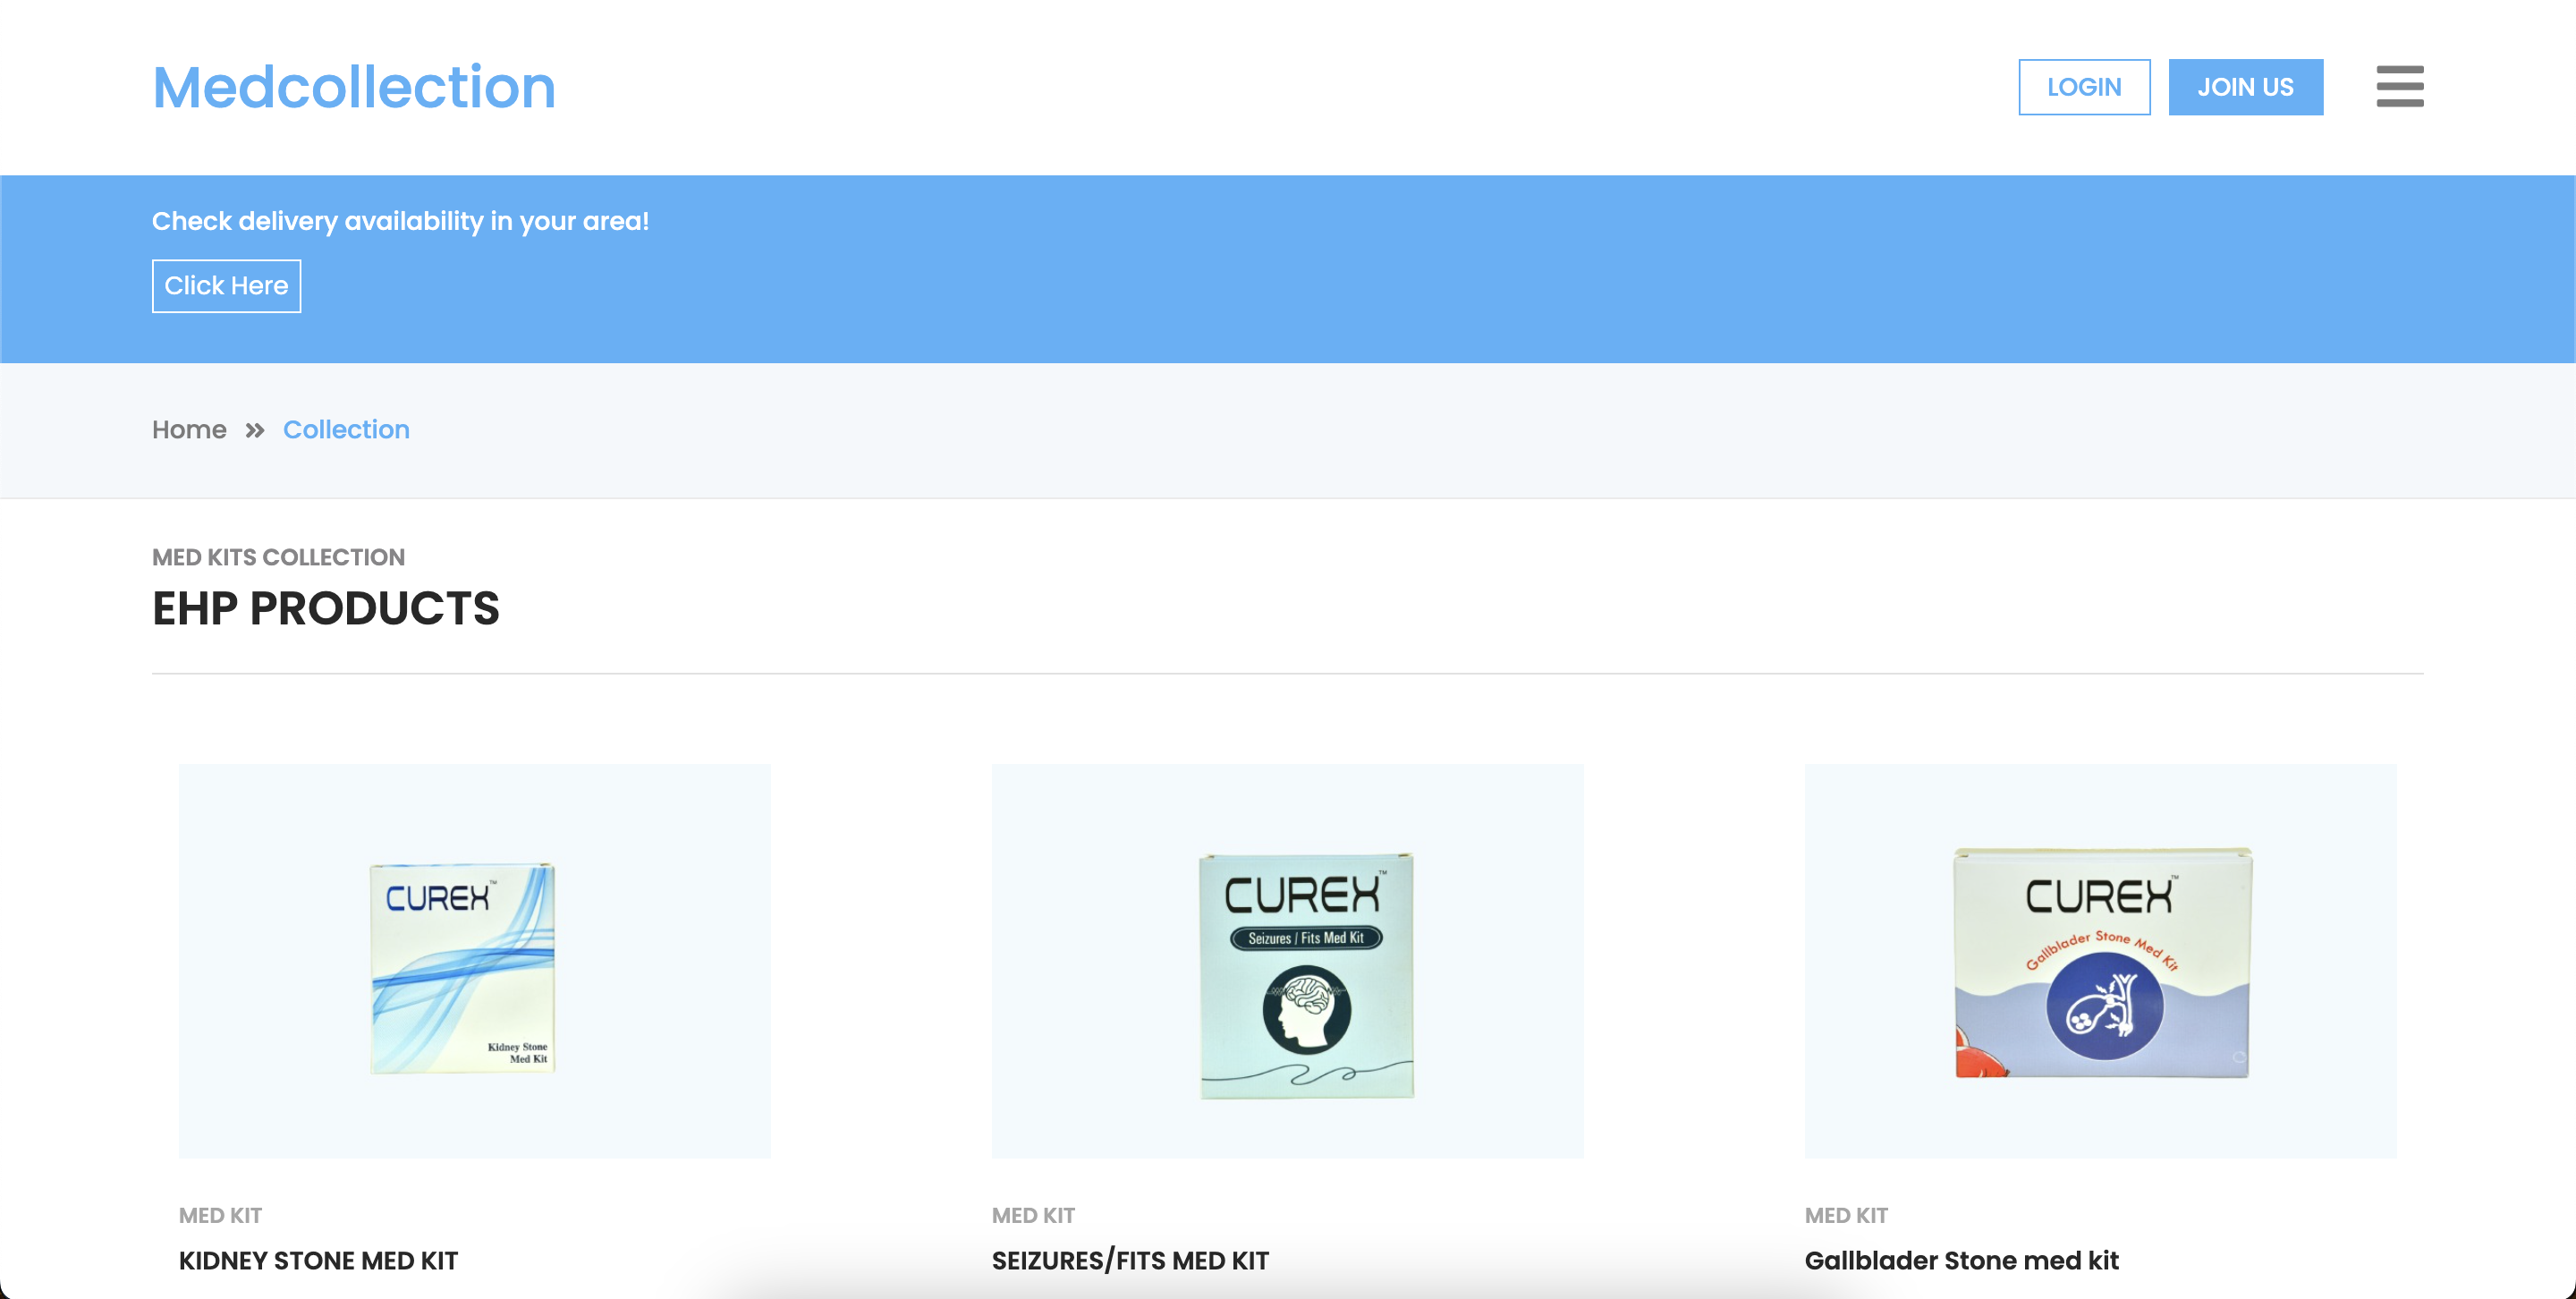 Medcollection
LOGIN
JOIN US
Check delivery availability in your area!
Click Here
Home » Collection
MED KITS COLLECTION
EHP PRODUCTS
CUREX™
Kidney Stone
Med Kit
CUREX™
Seizures / Fits Med Kit
CUREX™
Gallblader Stone Med Kit
MED KIT
KIDNEY STONE MED KIT
MED KIT
SEIZURES/FITS MED KIT
MED KIT
Gallblader Stone med kit